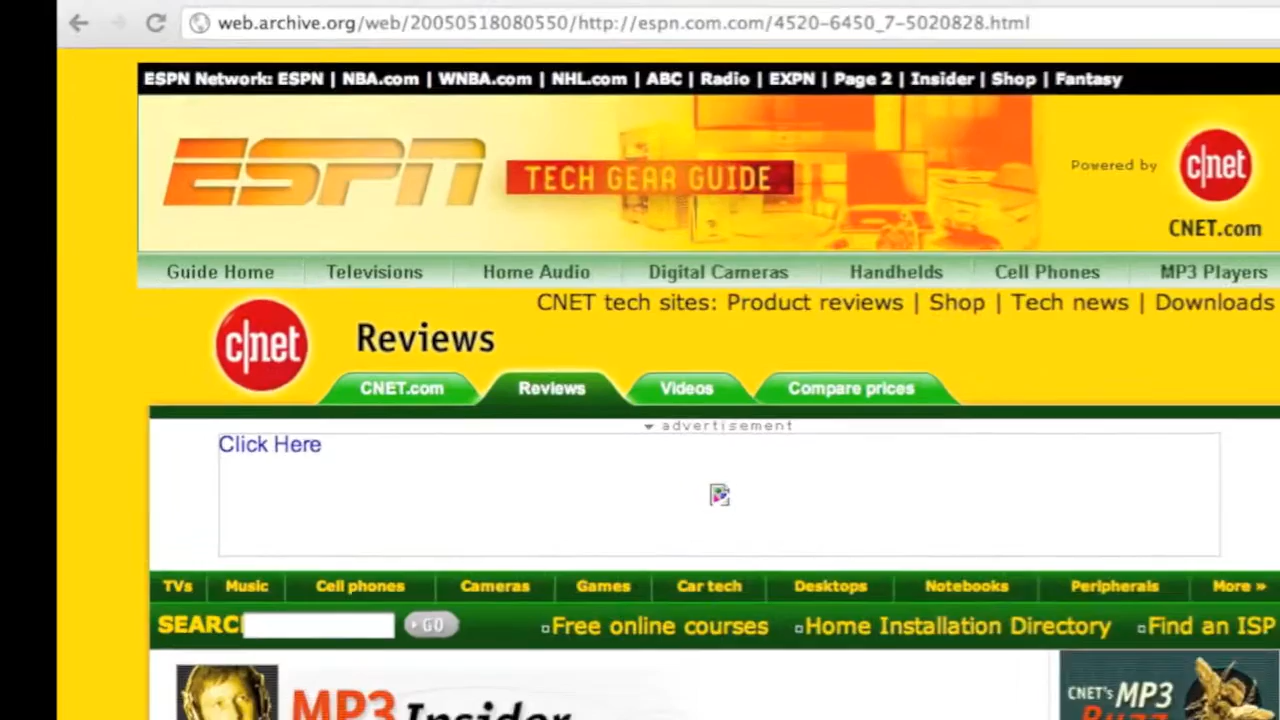 web.archive.org/web/20050518080550/http://espn.com.com/4520-6450_7-5020828.html
ESPN Network: ESPN | NBA.com | WNBA.com | NHL.com | ABC | Radio | EXPN | Page 2 | Insider | Shop | Fantasy
ESPN TECH GEAR GUIDE
Powered by
c|net
CNET.com
Guide Home Televisions Home Audio Digital Cameras Handhelds Cell Phones MP3 Players
CNET tech sites: Product reviews | Shop | Tech news | Downloads
c|net Reviews
CNET.com Reviews Videos Compare prices
advertisement
Click Here
TVs Music Cell phones Cameras Games Car tech Desktops Notebooks Peripherals More »
SEARC GO Free online courses Home Installation Directory Find an ISP
MP3 Insider
CNET's MP3
Buzz